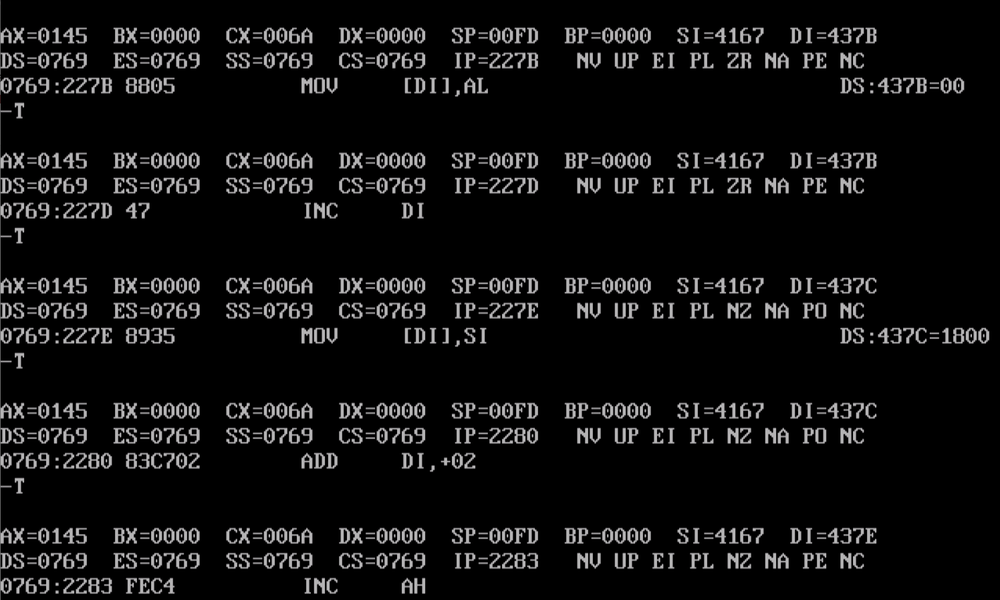 AX=0145  BX=0000  CX=006A  DX=0000  SP=00FD  BP=0000  SI=4167  DI=437B
DS=0769  ES=0769  SS=0769  CS=0769  IP=227B   NV UP EI PL ZR NA PE NC
0769:227B 8805          MOV     [DI],AL                            DS:437B=00
-T
AX=0145  BX=0000  CX=006A  DX=0000  SP=00FD  BP=0000  SI=4167  DI=437B
DS=0769  ES=0769  SS=0769  CS=0769  IP=227D   NV UP EI PL ZR NA PE NC
0769:227D 47            INC     DI
-T
AX=0145  BX=0000  CX=006A  DX=0000  SP=00FD  BP=0000  SI=4167  DI=437C
DS=0769  ES=0769  SS=0769  CS=0769  IP=227E   NV UP EI PL NZ NA PO NC
0769:227E 8935          MOV     [DI],SI                            DS:437C=1800
-T
AX=0145  BX=0000  CX=006A  DX=0000  SP=00FD  BP=0000  SI=4167  DI=437C
DS=0769  ES=0769  SS=0769  CS=0769  IP=2280   NV UP EI PL NZ NA PO NC
0769:2280 83C702        ADD     DI,+02
-T
AX=0145  BX=0000  CX=006A  DX=0000  SP=00FD  BP=0000  SI=4167  DI=437E
DS=0769  ES=0769  SS=0769  CS=0769  IP=2283   NV UP EI PL NZ NA PE NC
0769:2283 FEC4          INC     AH